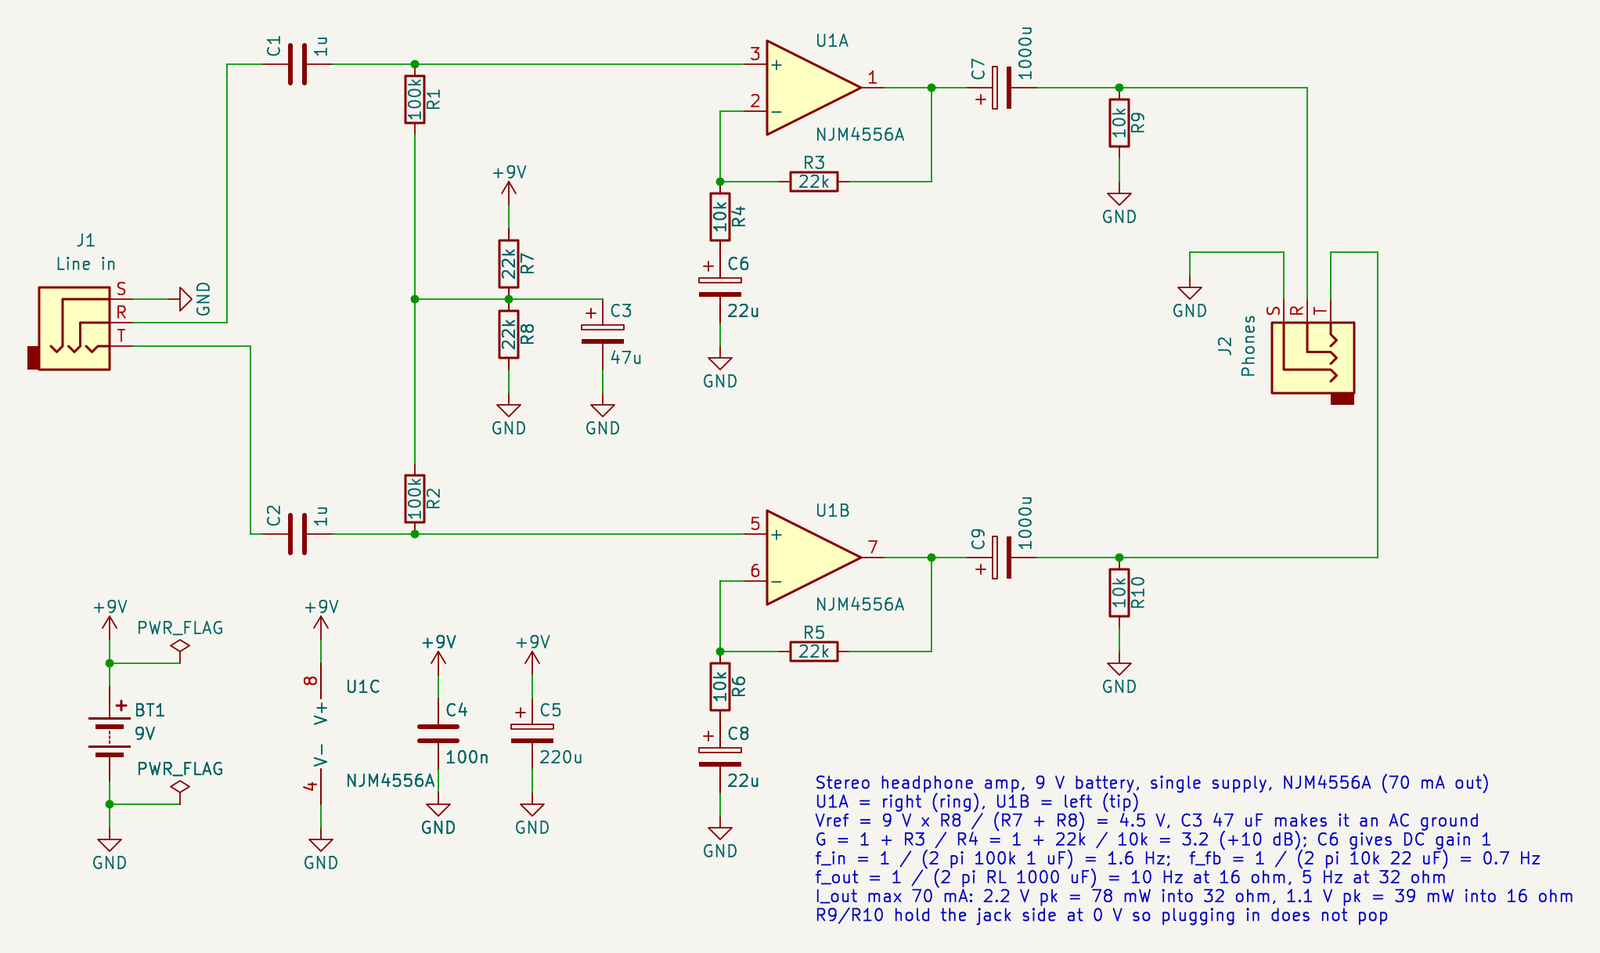 C1
1u
100k
R1
U1A
3
+
2
−
1
NJM4556A
C7
1000u
+
10k
R9
GND
R3
22k
10k
R4
+
C6
22u
GND
+9V
22k
R7
22k
R8
GND
+
C3
47u
GND
J1
Line in
S
R
T
GND
GND
S
R
T
J2
Phones
100k
R2
C2
1u
U1B
5
+
6
−
7
NJM4556A
C9
1000u
+
10k
R10
GND
R5
22k
10k
R6
+
C8
22u
GND
+9V
PWR_FLAG
+
BT1
9V
PWR_FLAG
GND
+9V
8
U1C
V+
V-
4
NJM4556A
GND
+9V
C4
100n
GND
+9V
+
C5
220u
GND
Stereo headphone amp, 9 V battery, single supply, NJM4556A (70 mA out)
U1A = right (ring), U1B = left (tip)
Vref = 9 V x R8 / (R7 + R8) = 4.5 V, C3 47 uF makes it an AC ground
G = 1 + R3 / R4 = 1 + 22k / 10k = 3.2 (+10 dB); C6 gives DC gain 1
f_in = 1 / (2 pi 100k 1 uF) = 1.6 Hz;  f_fb = 1 / (2 pi 10k 22 uF) = 0.7 Hz
f_out = 1 / (2 pi RL 1000 uF) = 10 Hz at 16 ohm, 5 Hz at 32 ohm
I_out max 70 mA: 2.2 V pk = 78 mW into 32 ohm, 1.1 V pk = 39 mW into 16 ohm
R9/R10 hold the jack side at 0 V so plugging in does not pop